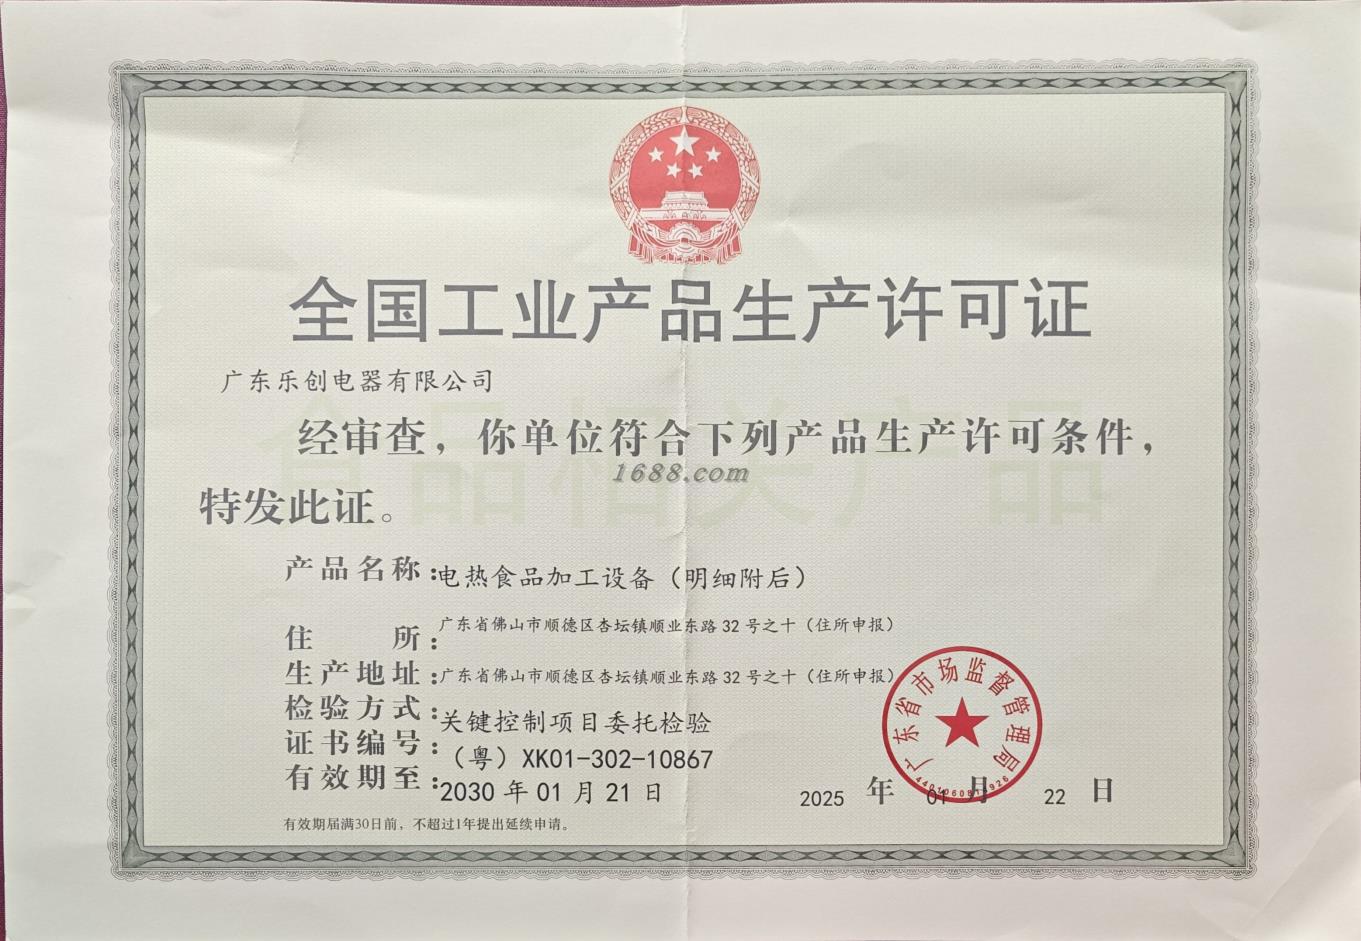 全国工业产品生产许可证
广东乐创电器有限公司
食品相关产品
经审查，你单位符合下列产品生产许可条件，
1688.com
特发此证。
产品名称：电热食品加工设备（明细附后）
住 所：广东省佛山市顺德区杏坛镇顺业东路32号之十（住所申报）
生产地址：广东省佛山市顺德区杏坛镇顺业东路32号之十（住所申报）
检验方式：关键控制项目委托检验
证书编号：（粤）XK01-302-10867
有效期至：2030年01月21日
广东省市场监督管理局
2025 年 01 月 22 日
有效期届满30日前，不超过1年提出延续申请。